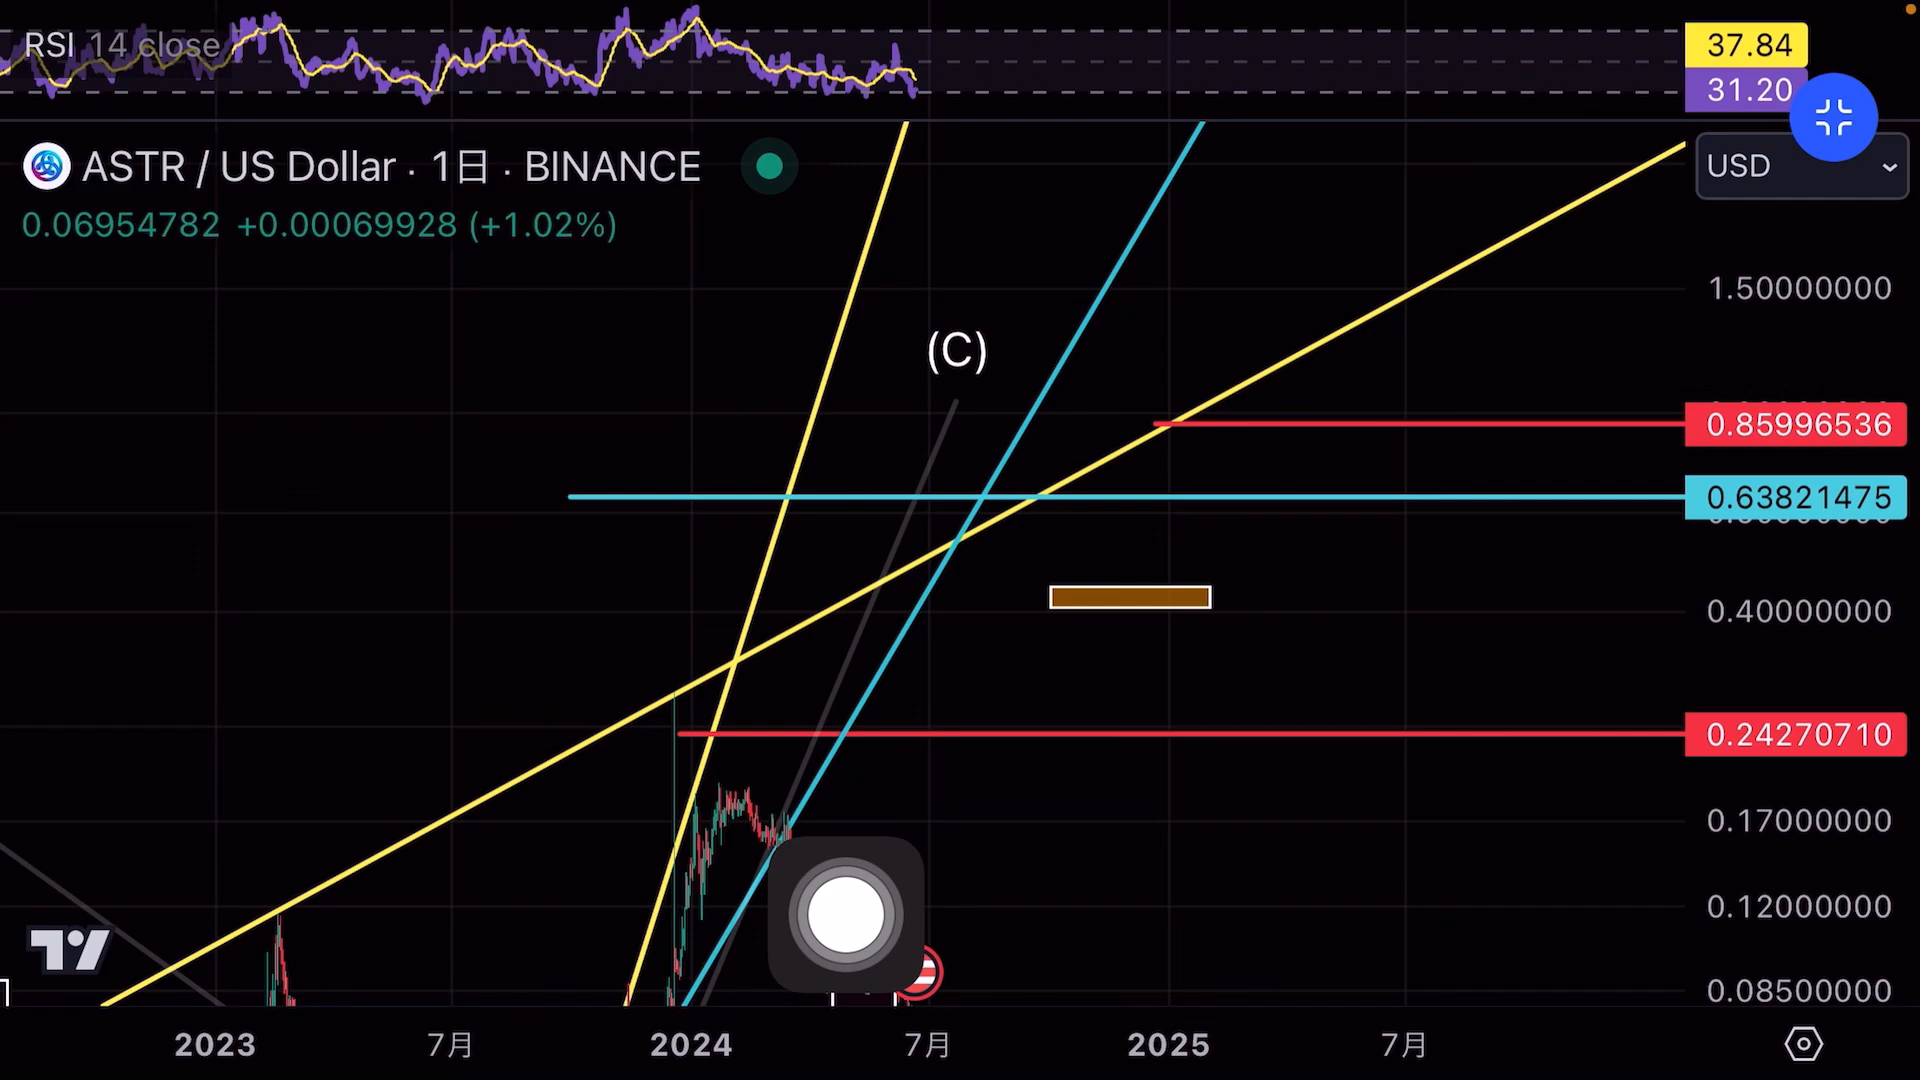 RSI 14 close
37.84
31.20
ASTR / US Dollar · 1日 · BINANCE
USD
0.06954782 +0.00069928 (+1.02%)
1.50000000
(C)
0.85996536
0.63821475
0.40000000
0.24270710
0.17000000
0.12000000
0.08500000
2023 7月 2024 7月 2025 7月